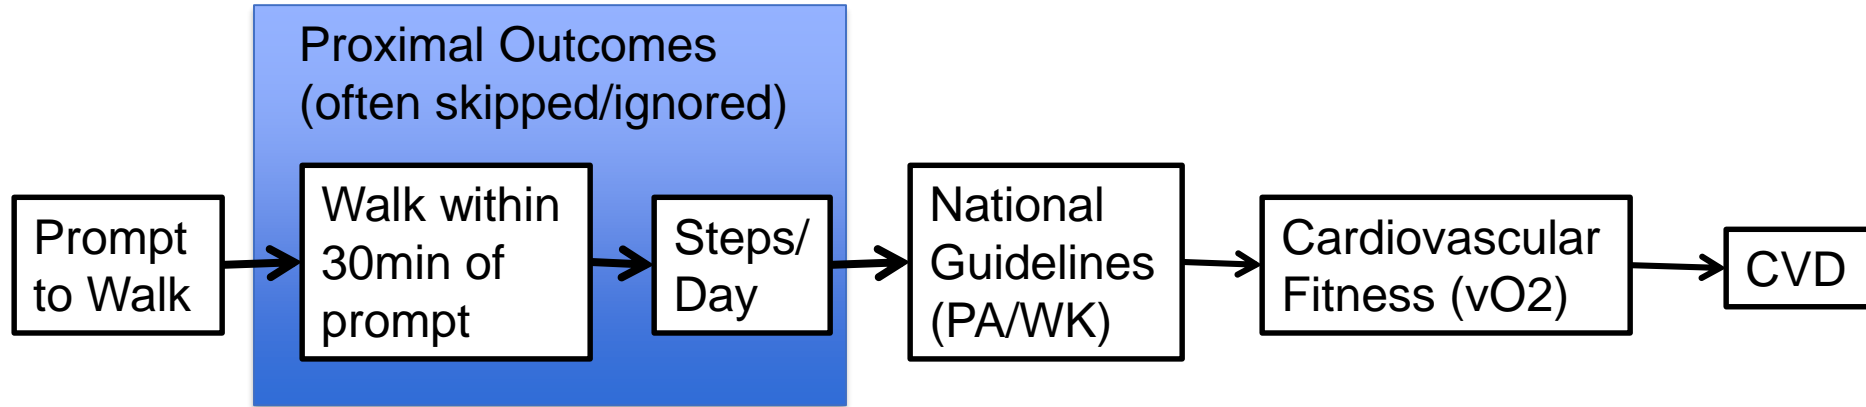 Proximal Outcomes
(often skipped/ignored)
Prompt
to Walk
Walk within
30min of
prompt
Steps/
Day
National
Guidelines
(PA/WK)
Cardiovascular
Fitness (vO2)
CVD